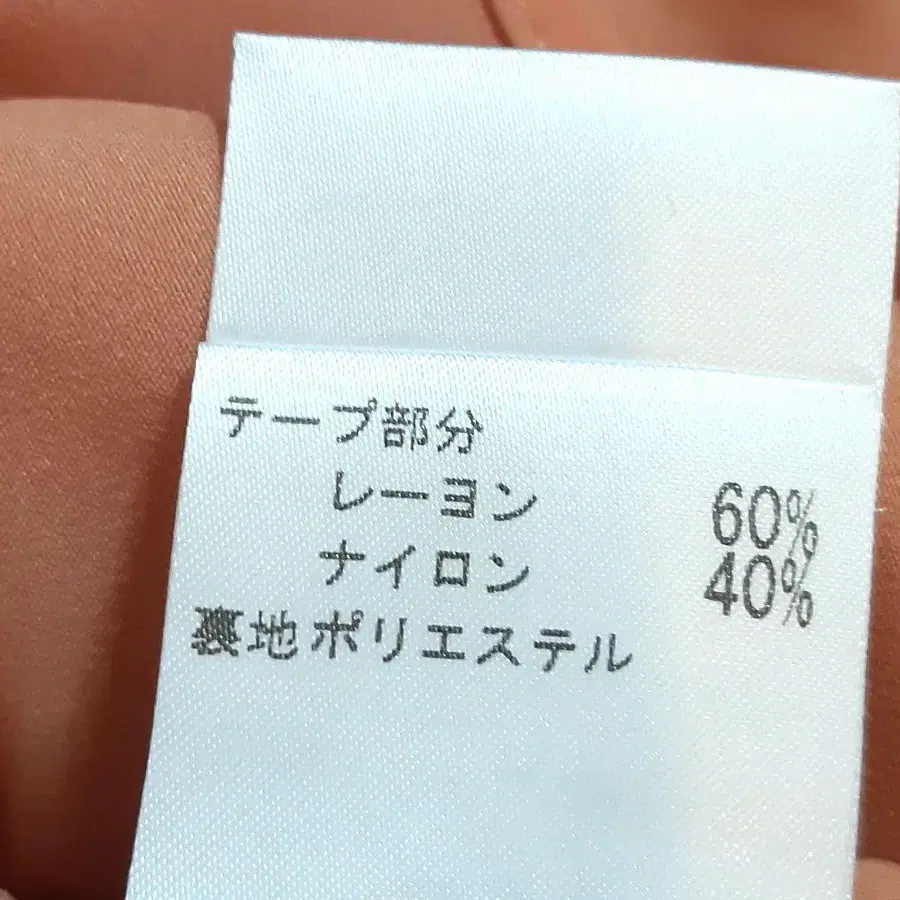 テープ部分
レーヨン 60%
ナイロン 40%
裏地ポリエステル